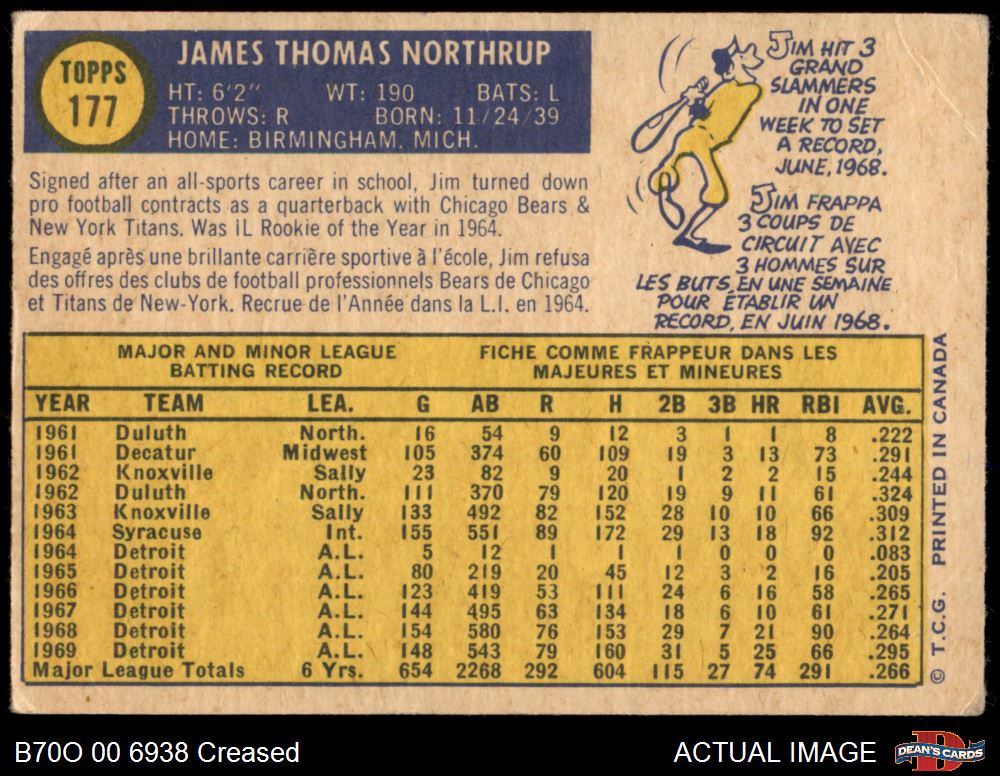 TOPPS
177
JAMES THOMAS NORTHRUP
HT: 6'2" WT: 190 BATS: L
THROWS: R BORN: 11/24/39
HOME: BIRMINGHAM, MICH.
Signed after an all-sports career in school, Jim turned down
pro football contracts as a quarterback with Chicago Bears &
New York Titans. Was IL Rookie of the Year in 1964.
Engagé après une brillante carrière sportive à l'école, Jim refusa
des offres des clubs de football professionnels Bears de Chicago
et Titans de New-York. Recrue de l'Année dans la L.I. en 1964.
JIM HIT 3
GRAND
SLAMMERS
IN ONE
WEEK TO SET
A RECORD,
JUNE, 1968.
JIM FRAPPA
3 COUPS DE
CIRCUIT AVEC
3 HOMMES SUR
LES BUTS EN UNE SEMAINE
POUR ÉTABLIR UN
RECORD, EN JUIN 1968.
MAJOR AND MINOR LEAGUE
BATTING RECORD
FICHE COMME FRAPPEUR DANS LES
MAJEURES ET MINEURES
YEAR TEAM LEA. G AB R H 2B 3B HR RBI AVG.
1961 Duluth North. 16 54 9 12 3 1 1 8 .222
1961 Decatur Midwest 105 374 60 109 19 3 13 73 .291
1962 Knoxville Sally 23 82 9 20 1 2 2 15 .244
1962 Duluth North. 111 370 79 120 19 9 11 61 .324
1963 Knoxville Sally 133 492 82 152 28 10 10 66 .309
1964 Syracuse Int. 155 551 89 172 29 13 18 92 .312
1964 Detroit A.L. 5 12 1 1 1 0 0 0 .083
1965 Detroit A.L. 80 219 20 45 12 3 2 16 .205
1966 Detroit A.L. 123 419 53 111 24 6 16 58 .265
1967 Detroit A.L. 144 495 63 134 18 6 10 61 .271
1968 Detroit A.L. 154 580 76 153 29 7 21 90 .264
1969 Detroit A.L. 148 543 79 160 31 5 25 66 .295
Major League Totals 6 Yrs. 654 2268 292 604 115 27 74 291 .266
© T.C.G. PRINTED IN CANADA
B70O 00 6938 Creased
ACTUAL IMAGE
DEAN'S CARDS